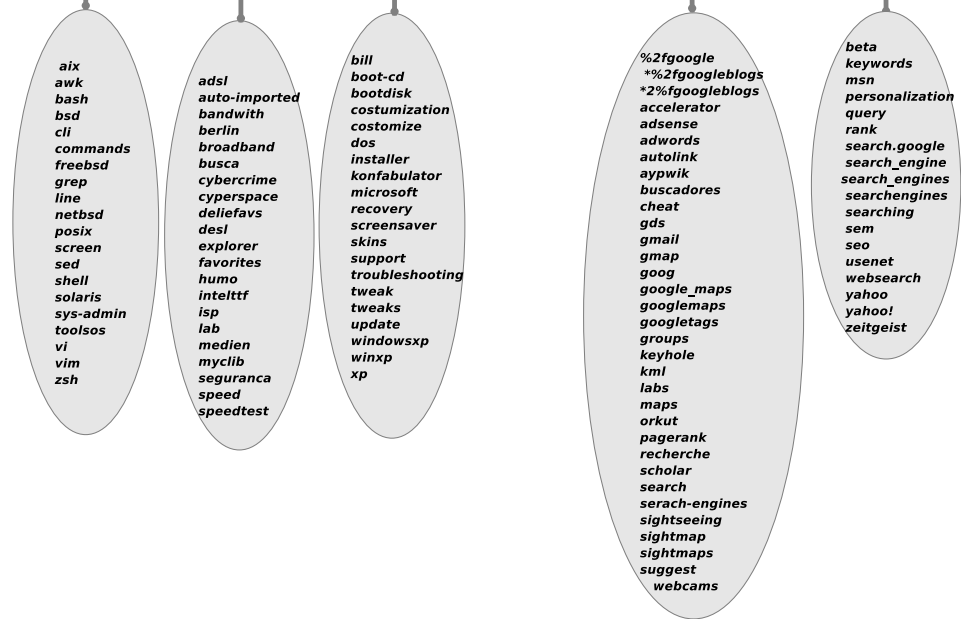 aix
awk
bash
bsd
cli
commands
freebsd
grep
line
netbsd
posix
screen
sed
shell
solaris
sys-admin
toolsos
vi
vim
zsh
adsl
auto-imported
bandwith
berlin
broadband
busca
cybercrime
cyperspace
deliefavs
desl
explorer
favorites
humo
intelttf
isp
lab
medien
myclib
seguranca
speed
speedtest
bill
boot-cd
bootdisk
costumization
costomize
dos
installer
konfabulator
microsoft
recovery
screensaver
skins
support
troubleshooting
tweak
tweaks
update
windowsxp
winxp
xp
%2fgoogle
*%2fgoogleblogs
*2%fgoogleblogs
accelerator
adsense
adwords
autolink
aypwik
buscadores
cheat
gds
gmail
gmap
goog
google_maps
googlemaps
googletags
groups
keyhole
kml
labs
maps
orkut
pagerank
recherche
scholar
search
serach-engines
sightseeing
sightmap
sightmaps
suggest
webcams
beta
keywords
msn
personalization
query
rank
search.google
search_engine
search_engines
searchengines
searching
sem
seo
usenet
websearch
yahoo
yahoo!
zeitgeist